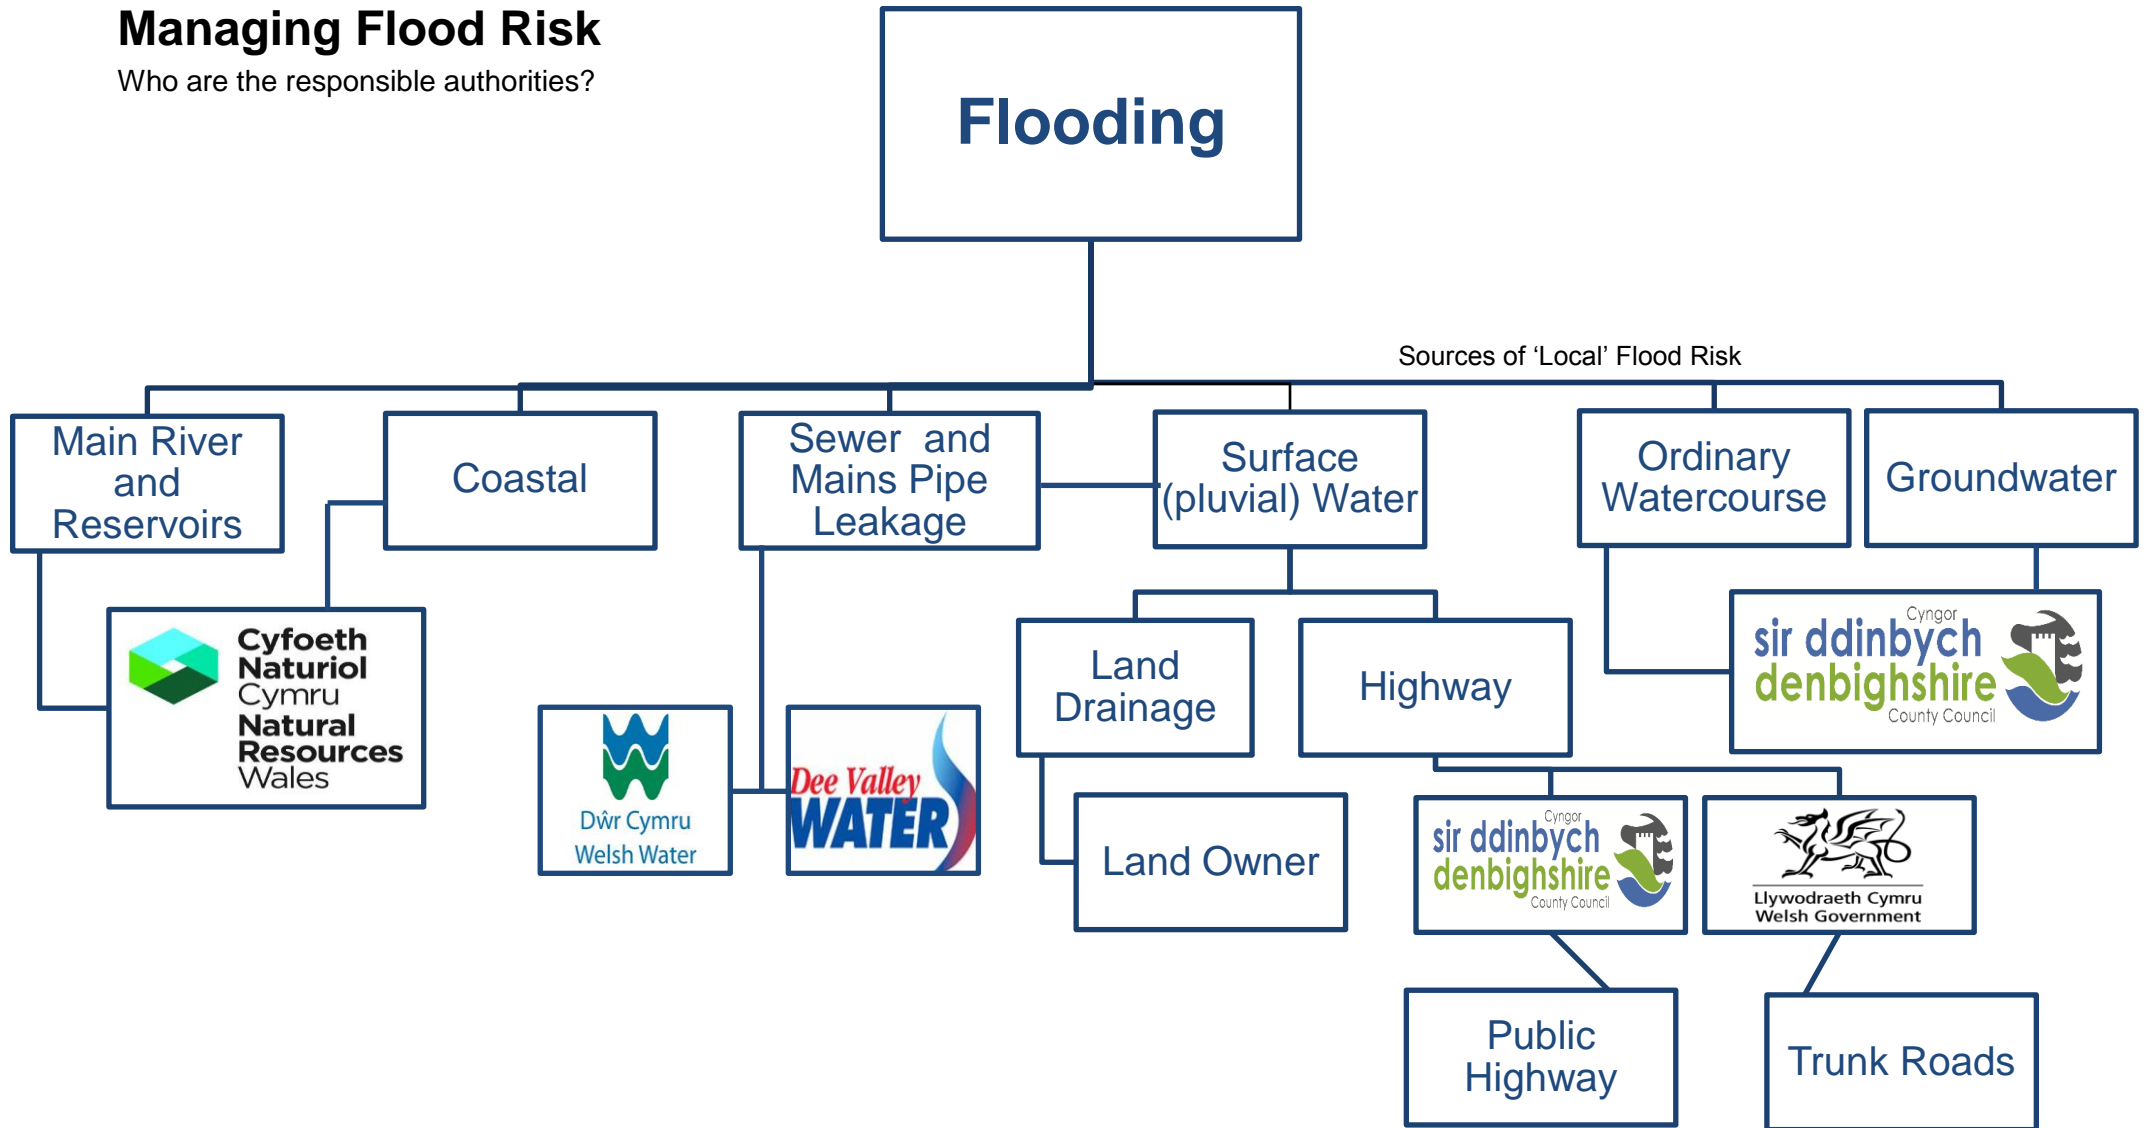 Managing Flood Risk
Who are the responsible authorities?
Flooding
Sources of ‘Local’ Flood Risk
Main River
and
Reservoirs
Coastal
Sewer and
Mains Pipe
Leakage
Surface
(pluvial) Water
Ordinary
Watercourse
Groundwater
Cyfoeth
Naturiol
Cymru
Natural
Resources
Wales
Dŵr Cymru
Welsh Water
Dee Valley
WATER
Land
Drainage
Highway
Cyngor
sir ddinbych
denbighshire
County Council
Land Owner
Cyngor
sir ddinbych
denbighshire
County Council
Llywodraeth Cymru
Welsh Government
Public
Highway
Trunk Roads